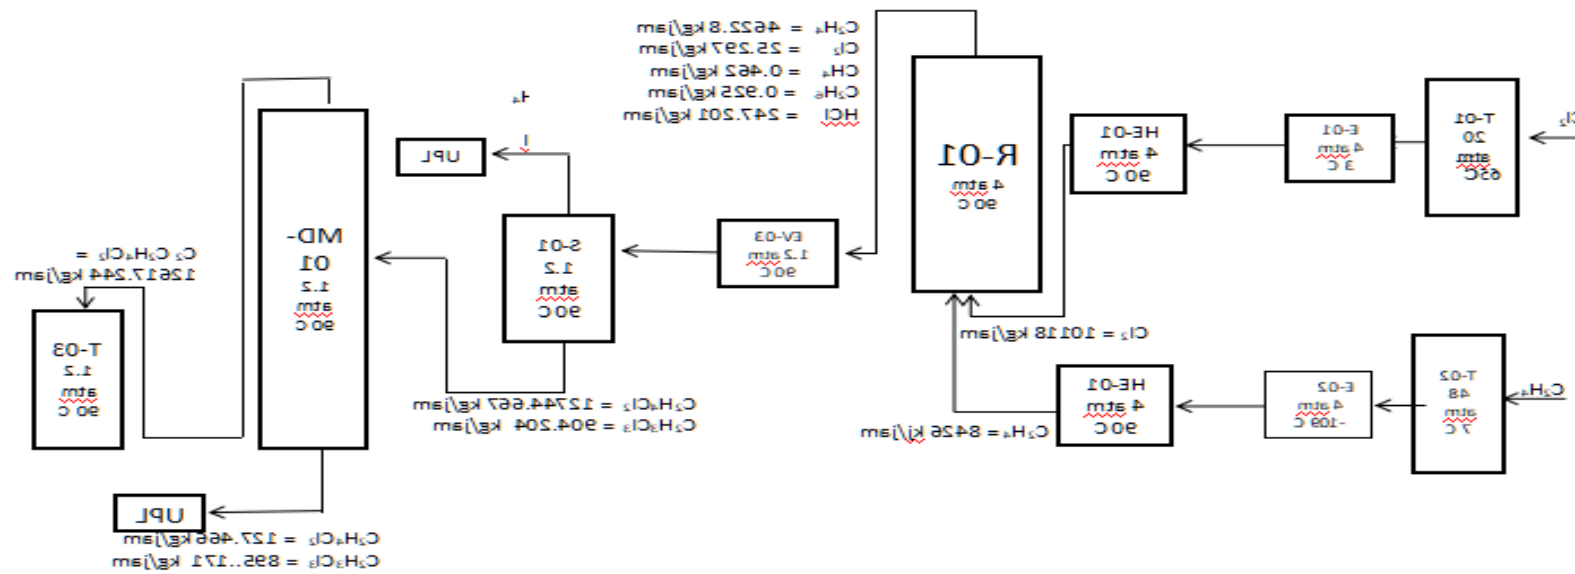 Cl₂
T-01
20
atm
65C
E-01
4 atm
3 C
HE-01
4 atm
90 C
R-01
4 atm
90 C
C₂H₄ = 4622.8 kg/jam
Cl₂ = 25.297 kg/jam
CH₄ = 0.462 kg/jam
C₂H₆ = 0.925 kg/jam
HCl = 247.201 kg/jam
Cl₂ = 10118 kg/jam
C₂H₄
T-02
48
atm
7 C
E-02
4 atm
-109 C
HE-01
4 atm
90 C
C₂H₄= 8426 kj/jam
EV-03
1.2 atm
90 C
S-01
1.2
atm
90 C
UPL
C₂H₄Cl₂ = 12744.667 kg/jam
C₂H₃Cl₃ = 904.204 kg/jam
MD-
01
1.2
atm
90 C
C₂ C₂H₄Cl₂ =
12617.244 kg/jam
T-03
1.2
atm
90 C
UPL
C₂H₄Cl₂ = 127.466 kg/jam
C₂H₃Cl₃ = 895..171 kg/jam